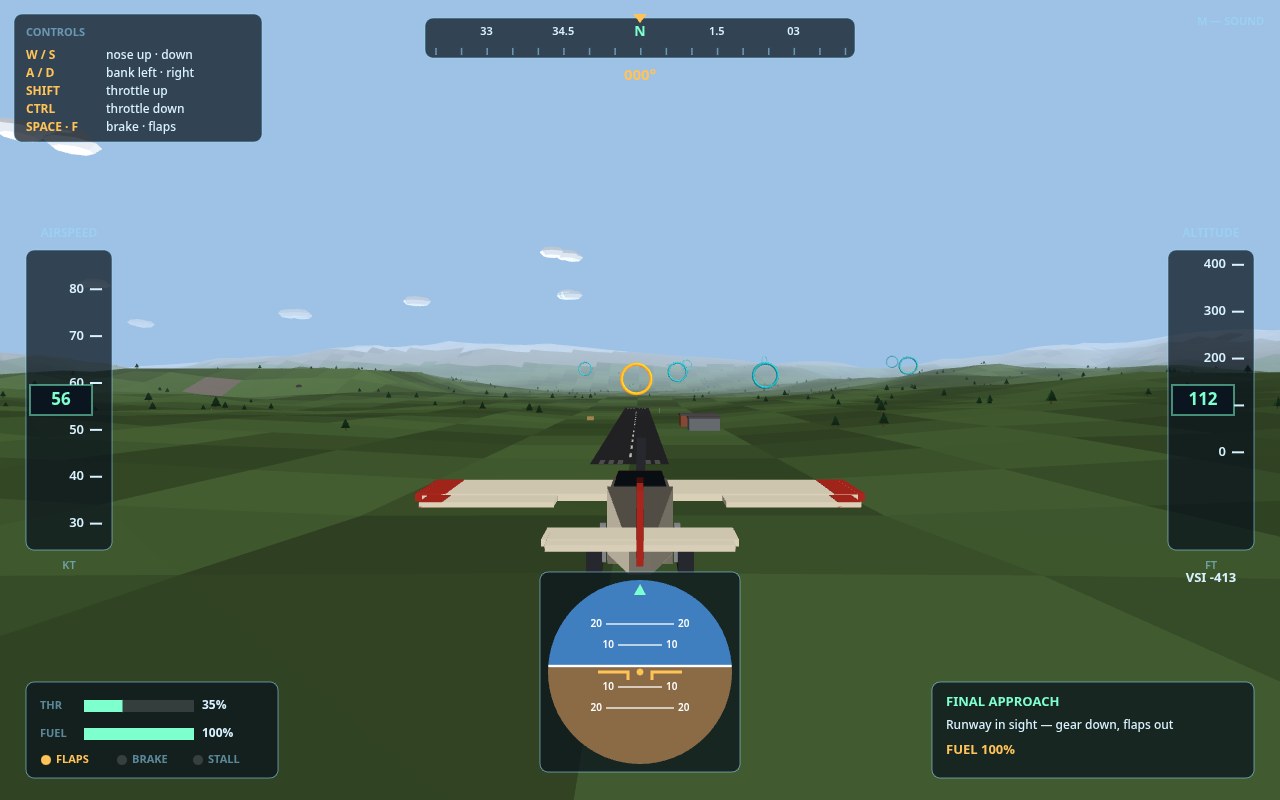 CONTROLS
W / S nose up · down
A / D bank left · right
SHIFT throttle up
CTRL throttle down
SPACE · F brake · flaps
33 34.5 N 1.5 03
000°
M — SOUND
AIRSPEED
80
70
60
56
50
40
30
KT
ALTITUDE
400
300
200
112
0
FT
VSI -413
20 20
10 10
10 10
20 20
THR 35%
FUEL 100%
FLAPS BRAKE STALL
FINAL APPROACH
Runway in sight — gear down, flaps out
FUEL 100%